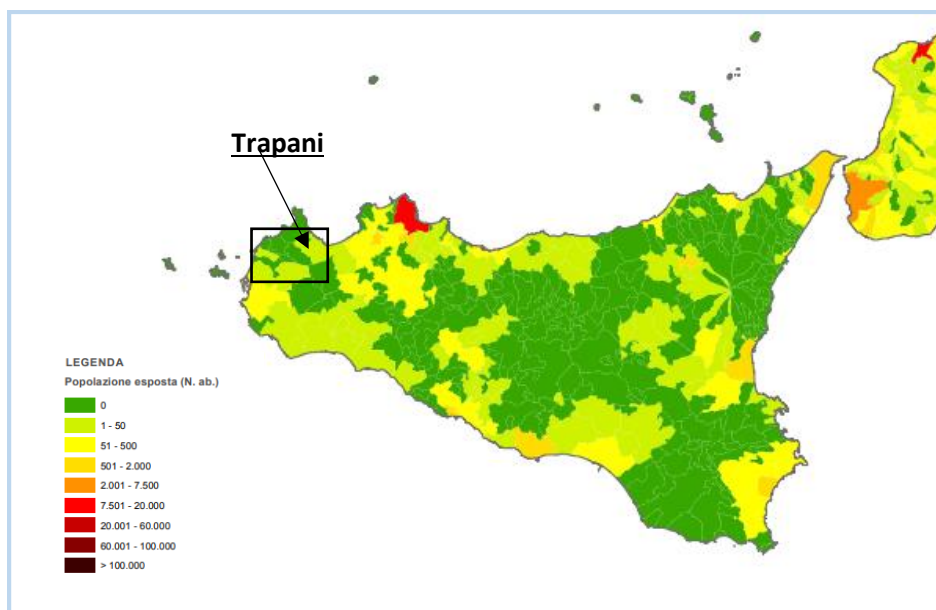 Trapani
LEGENDA
Popolazione esposta (N. ab.)
0
1 - 50
51 - 500
501 - 2.000
2.001 - 7.500
7.501 - 20.000
20.001 - 60.000
60.001 - 100.000
> 100.000